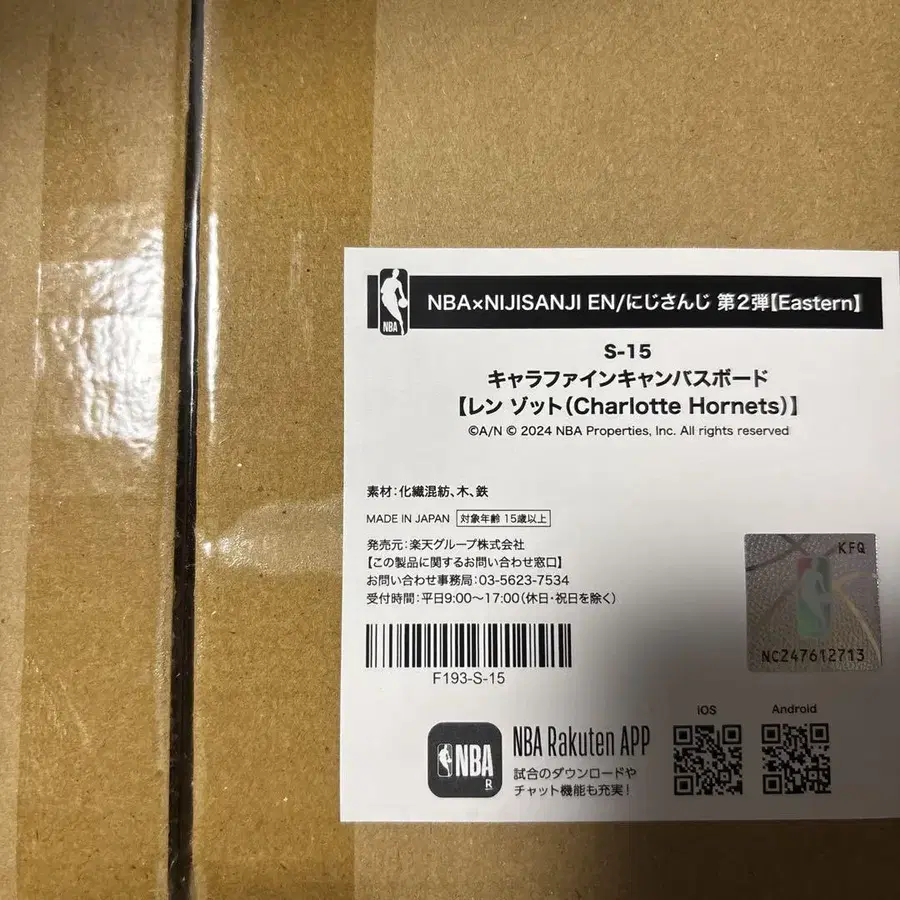 NBA
NBA×NIJISANJI EN/にじさんじ 第2弾【Eastern】
S-15
キャラファインキャンバスボード
【レン ゾット(Charlotte Hornets)】
©A/N © 2024 NBA Properties, Inc. All rights reserved
素材:化繊混紡、木、鉄
MADE IN JAPAN 対象年齢 15歳以上
発売元:楽天グループ株式会社
【この製品に関するお問い合わせ窓口】
お問い合わせ事務局:03-5623-7534
受付時間:平日9:00〜17:00(休日・祝日を除く)
KFQ
NC247612713
F193-S-15
NBA
R
NBA Rakuten APP
試合のダウンロードや
チャット機能も充実!
iOS
Android